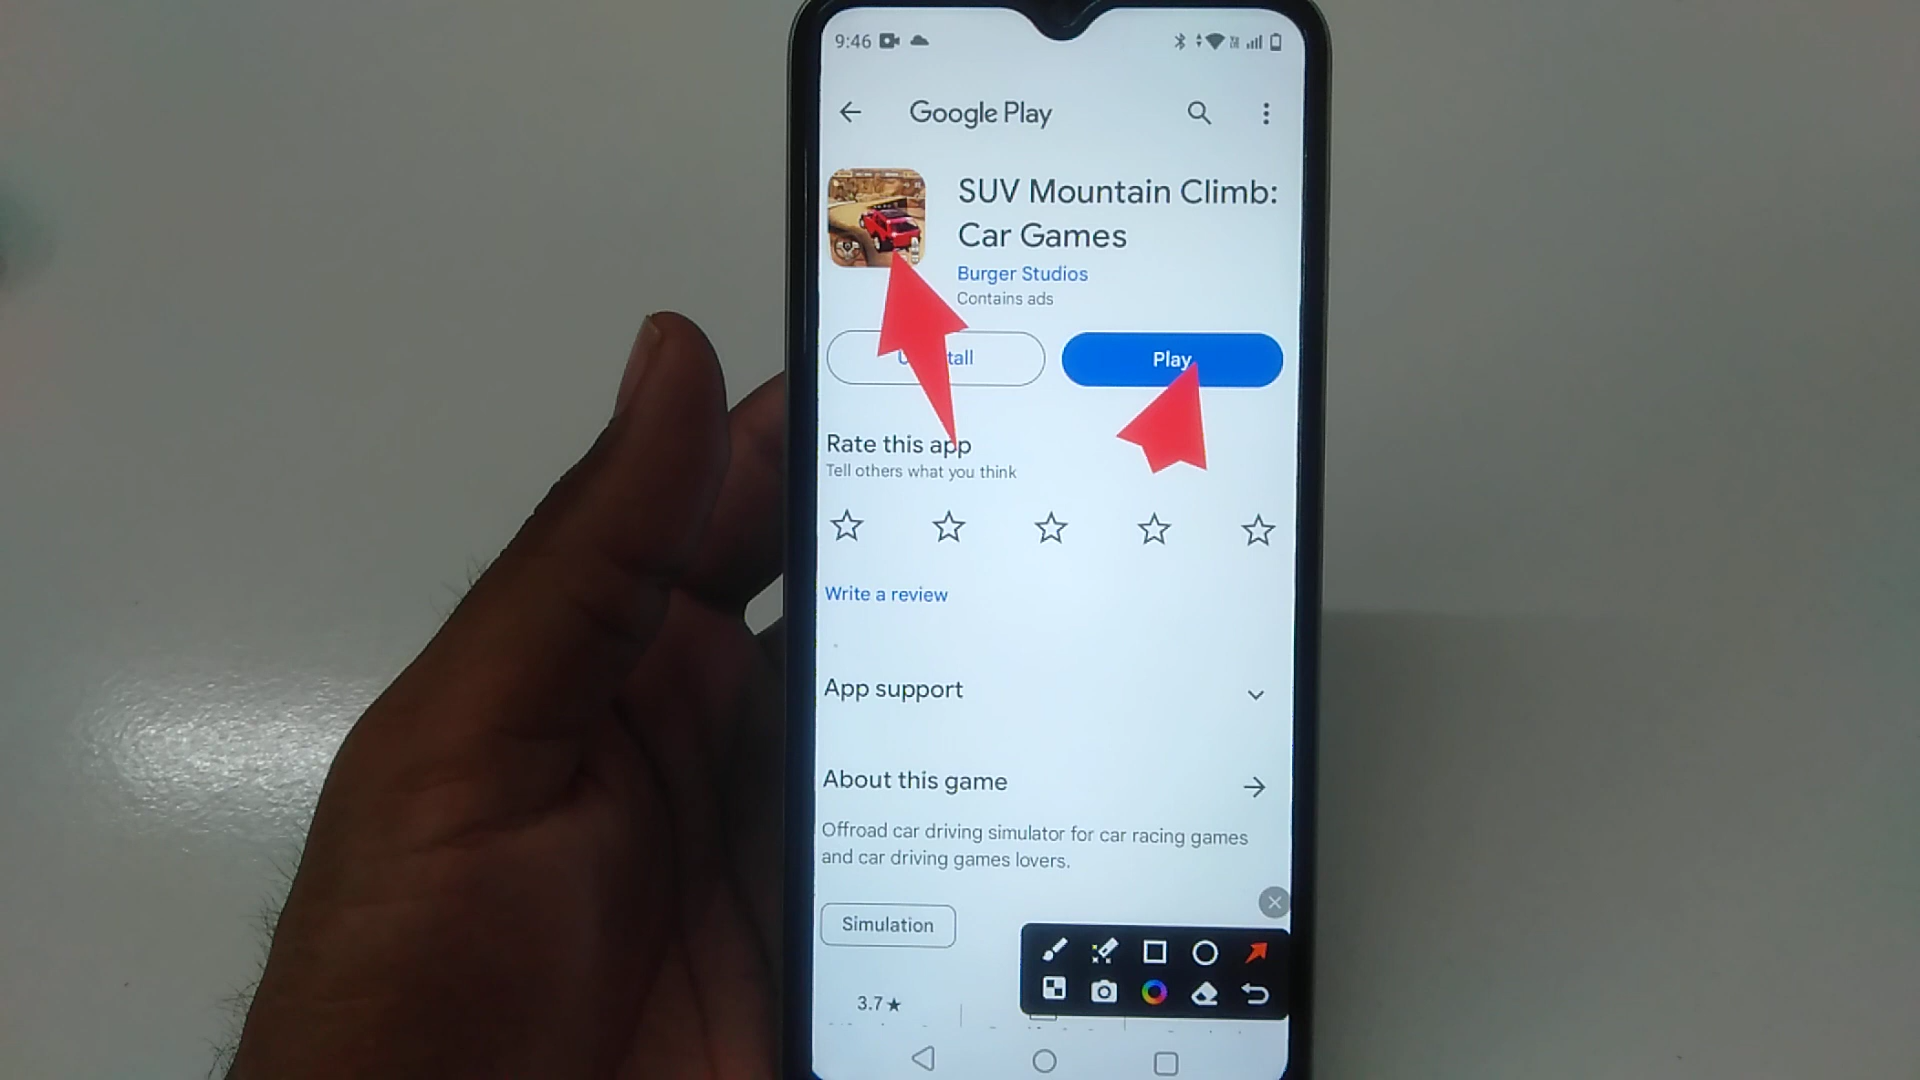 9:46
Google Play
SUV Mountain Climb:
Car Games
Burger Studios
Contains ads
Play
Rate this app
Tell others what you think
Write a review
App support
About this game
Offroad car driving simulator for car racing games
and car driving games lovers.
Simulation
3.7★